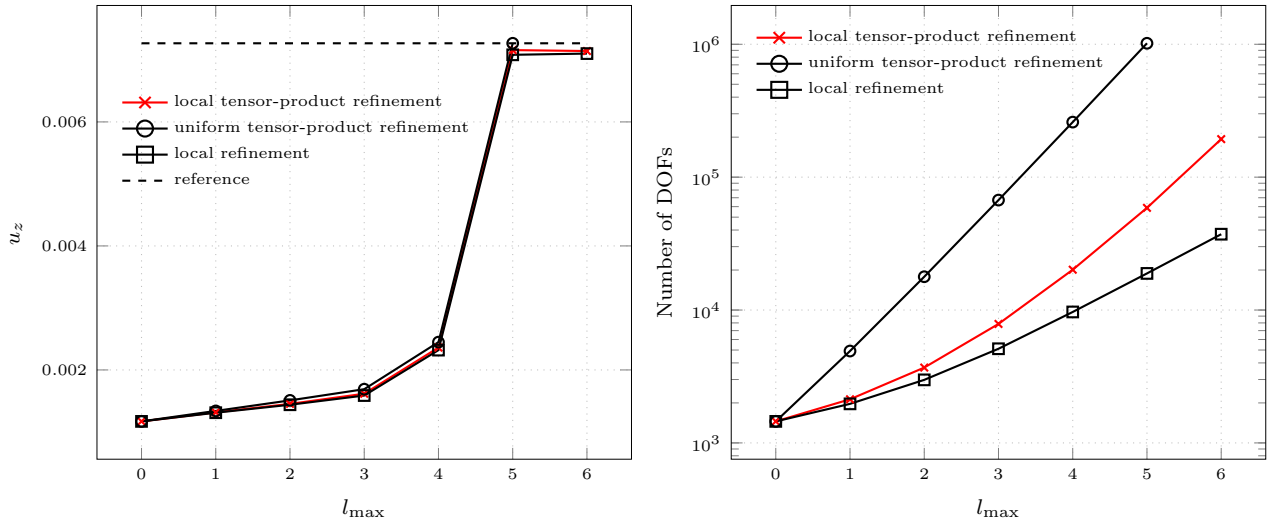 local tensor-product refinement
uniform tensor-product refinement
local refinement
reference
0.006
0.004
0.002
u_z
0 1 2 3 4 5 6
l_max
local tensor-product refinement
uniform tensor-product refinement
local refinement
10^6
10^5
10^4
10^3
Number of DOFs
0 1 2 3 4 5 6
l_max